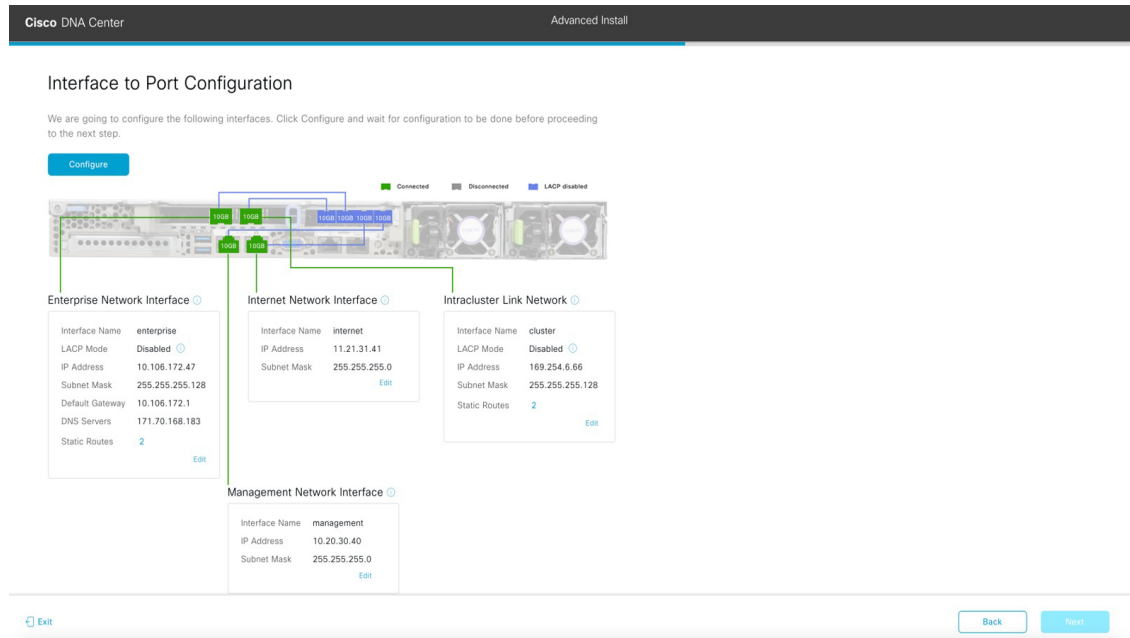 Cisco DNA Center
Advanced Install
Interface to Port Configuration
We are going to configure the following interfaces. Click Configure and wait for configuration to be done before proceeding
to the next step.
Configure
Connected Disconnected LACP disabled
10GB 10GB 10GB 10GB 10GB 10GB
10GB 10GB
Enterprise Network Interface
Interface Name enterprise
LACP Mode Disabled
IP Address 10.106.172.47
Subnet Mask 255.255.255.128
Default Gateway 10.106.172.1
DNS Servers 171.70.168.183
Static Routes 2
Edit
Internet Network Interface
Interface Name internet
IP Address 11.21.31.41
Subnet Mask 255.255.255.0
Edit
Intracluster Link Network
Interface Name cluster
LACP Mode Disabled
IP Address 169.254.6.66
Subnet Mask 255.255.255.128
Static Routes 2
Edit
Management Network Interface
Interface Name management
IP Address 10.20.30.40
Subnet Mask 255.255.255.0
Edit
Exit
Back
Next